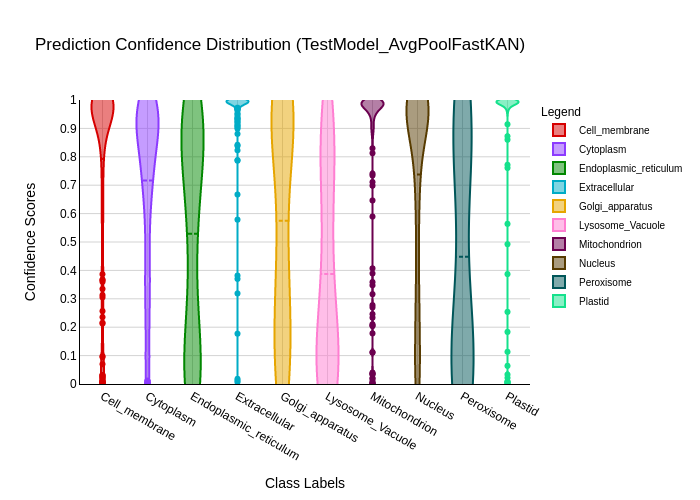 Prediction Confidence Distribution (TestModel_AvgPoolFastKAN)
Legend
Cell_membrane
Cytoplasm
Endoplasmic_reticulum
Extracellular
Golgi_apparatus
Lysosome_Vacuole
Mitochondrion
Nucleus
Peroxisome
Plastid
Confidence Scores
1
0.9
0.8
0.7
0.6
0.5
0.4
0.3
0.2
0.1
0
Cell_membrane
Cytoplasm
Endoplasmic_reticulum
Extracellular
Golgi_apparatus
Lysosome_Vacuole
Mitochondrion
Nucleus
Peroxisome
Plastid
Class Labels